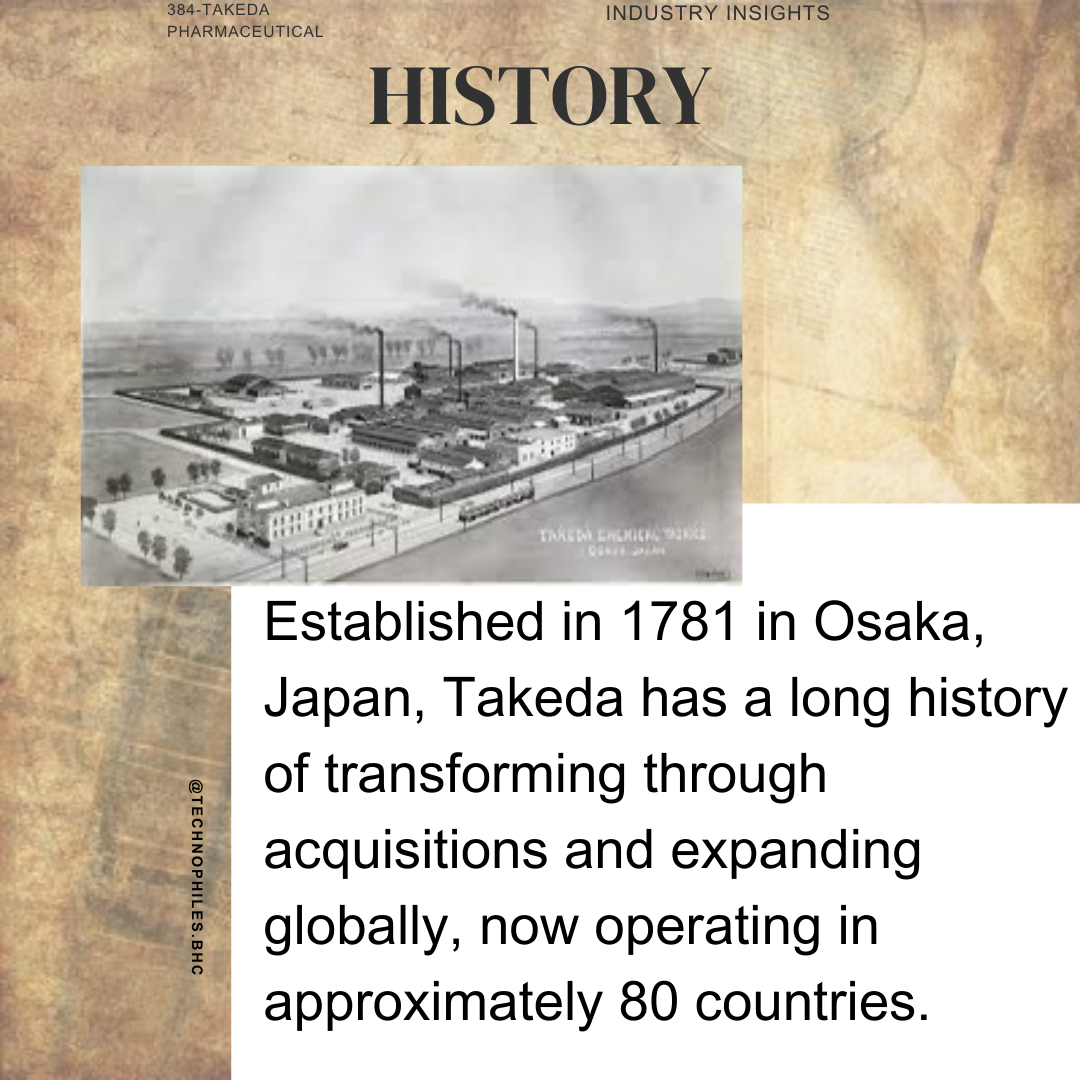 384-TAKEDA
PHARMACEUTICAL
INDUSTRY INSIGHTS
HISTORY
TAKEDA CHEMICAL WORKS
OSAKA JAPAN
Established in 1781 in Osaka,
Japan, Takeda has a long history
of transforming through
acquisitions and expanding
globally, now operating in
approximately 80 countries.
@TECHNOPHILES.BHC